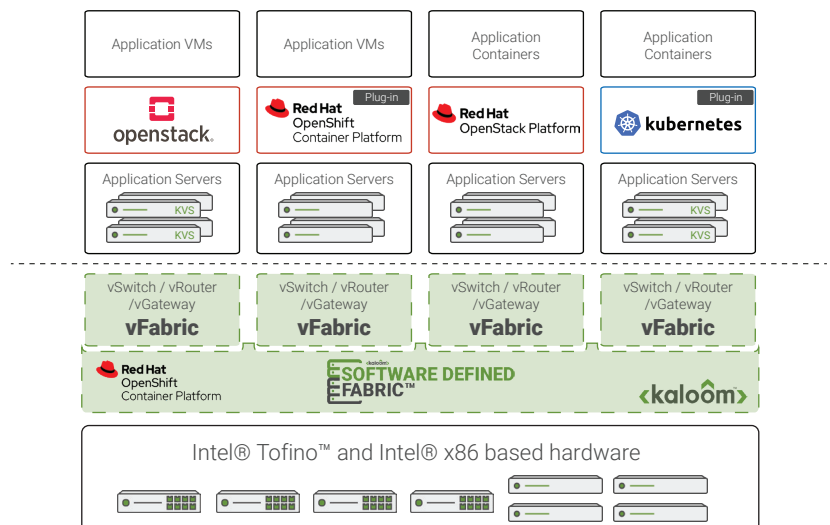 Application VMs
Application VMs
Application
Containers
Application
Containers
openstack.
Plug-in
Red Hat
OpenShift
Container Platform
Red Hat
OpenStack Platform
Plug-in
kubernetes
Application Servers
KVS
KVS
Application Servers
Application Servers
Application Servers
KVS
KVS
vSwitch / vRouter
/vGateway
vFabric
vSwitch / vRouter
/vGateway
vFabric
vSwitch / vRouter
/vGateway
vFabric
vSwitch / vRouter
/vGateway
vFabric
Red Hat
OpenShift
Container Platform
‹kaloom›
SOFTWARE DEFINED
FABRIC™
‹kaloom›™
Intel® Tofino™ and Intel® x86 based hardware